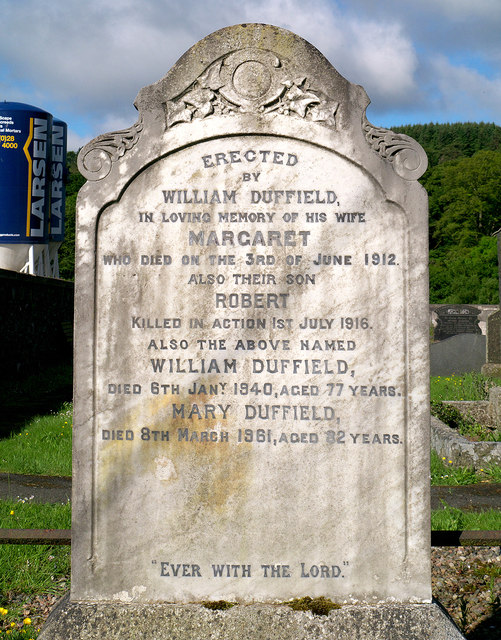 ERECTED
BY
WILLIAM DUFFIELD,
IN LOVING MEMORY OF HIS WIFE
MARGARET
WHO DIED ON THE 3RD OF JUNE 1912.
ALSO THEIR SON
ROBERT
KILLED IN ACTION 1ST JULY 1916.
ALSO THE ABOVE NAMED
WILLIAM DUFFIELD,
DIED 6TH JANY 1940, AGED 77 YEARS.
MARY DUFFIELD,
DIED 8TH MARCH 1961, AGED 82 YEARS.
"EVER WITH THE LORD."
LARSEN
LARSEN
4000